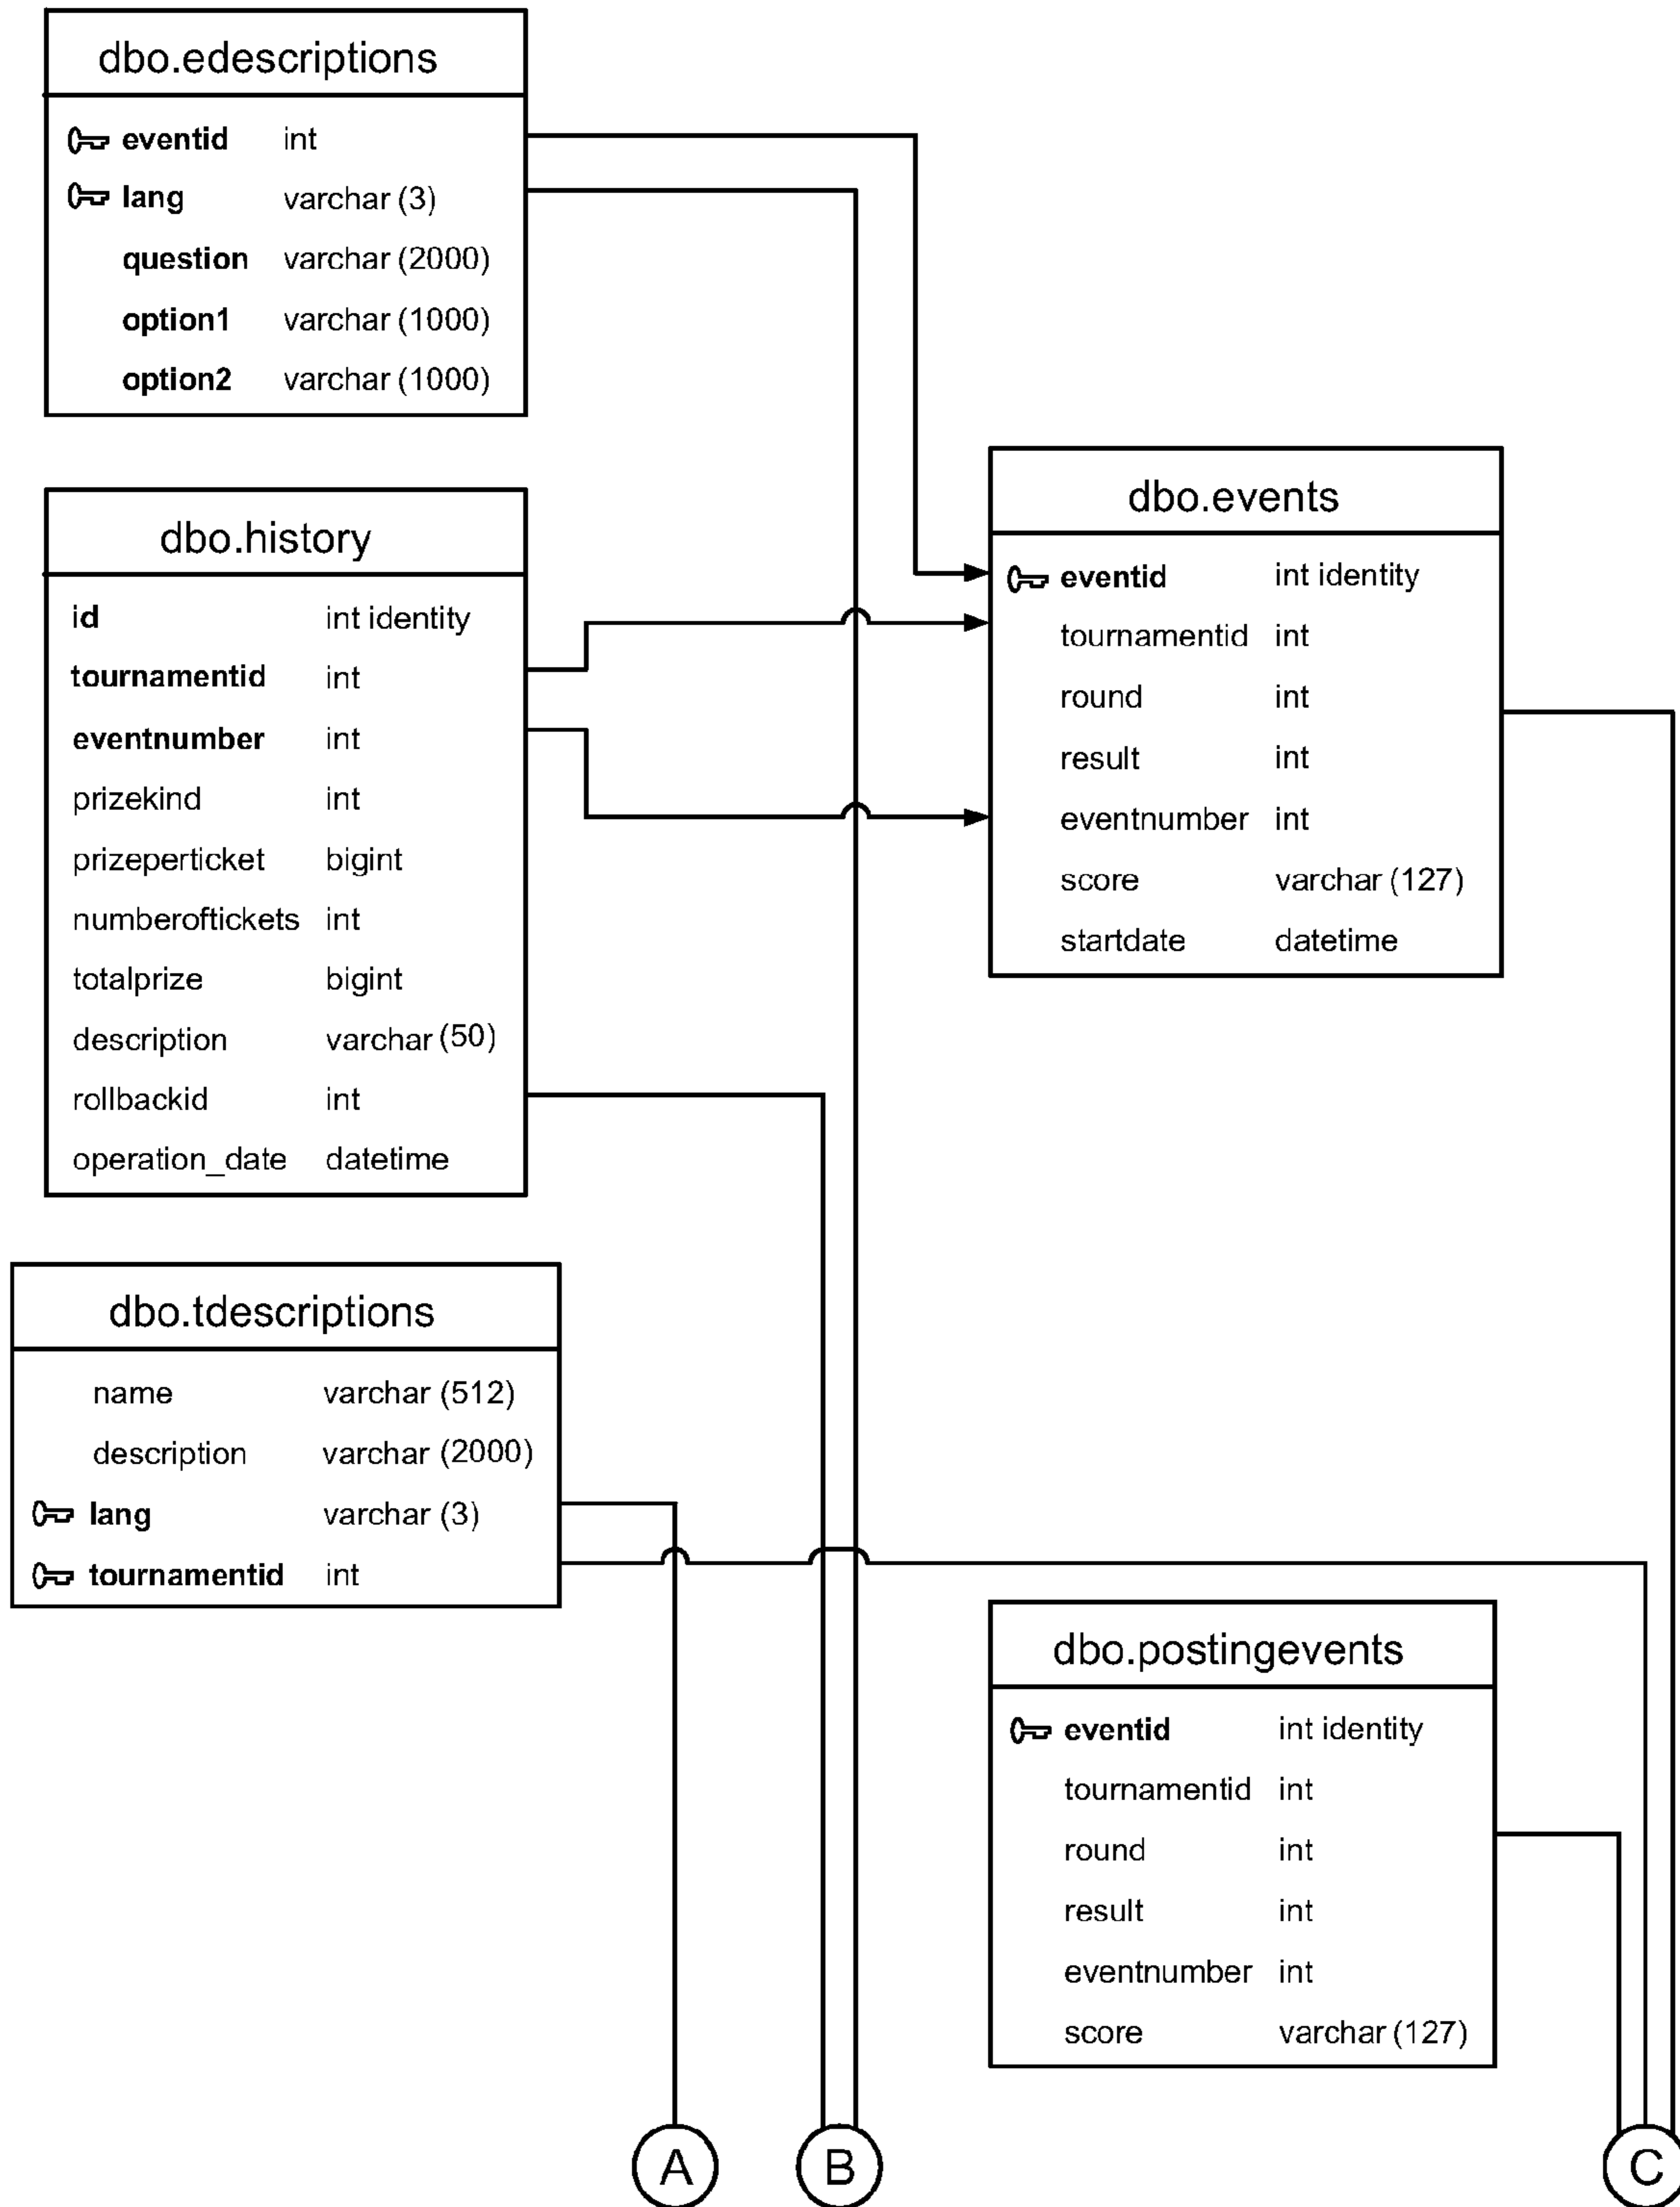 dbo.edescriptions
eventid int
lang varchar (3)
question varchar (2000)
option1 varchar (1000)
option2 varchar (1000)
dbo.history
id int identity
tournamentid int
eventnumber int
prizekind int
prizeperticket bigint
numberoftickets int
totalprize bigint
description varchar (50)
rollbackid int
operation_date datetime
dbo.events
eventid int identity
tournamentid int
round int
result int
eventnumber int
score varchar (127)
startdate datetime
dbo.tdescriptions
name varchar (512)
description varchar (2000)
lang varchar (3)
tournamentid int
dbo.postingevents
eventid int identity
tournamentid int
round int
result int
eventnumber int
score varchar (127)
A B C